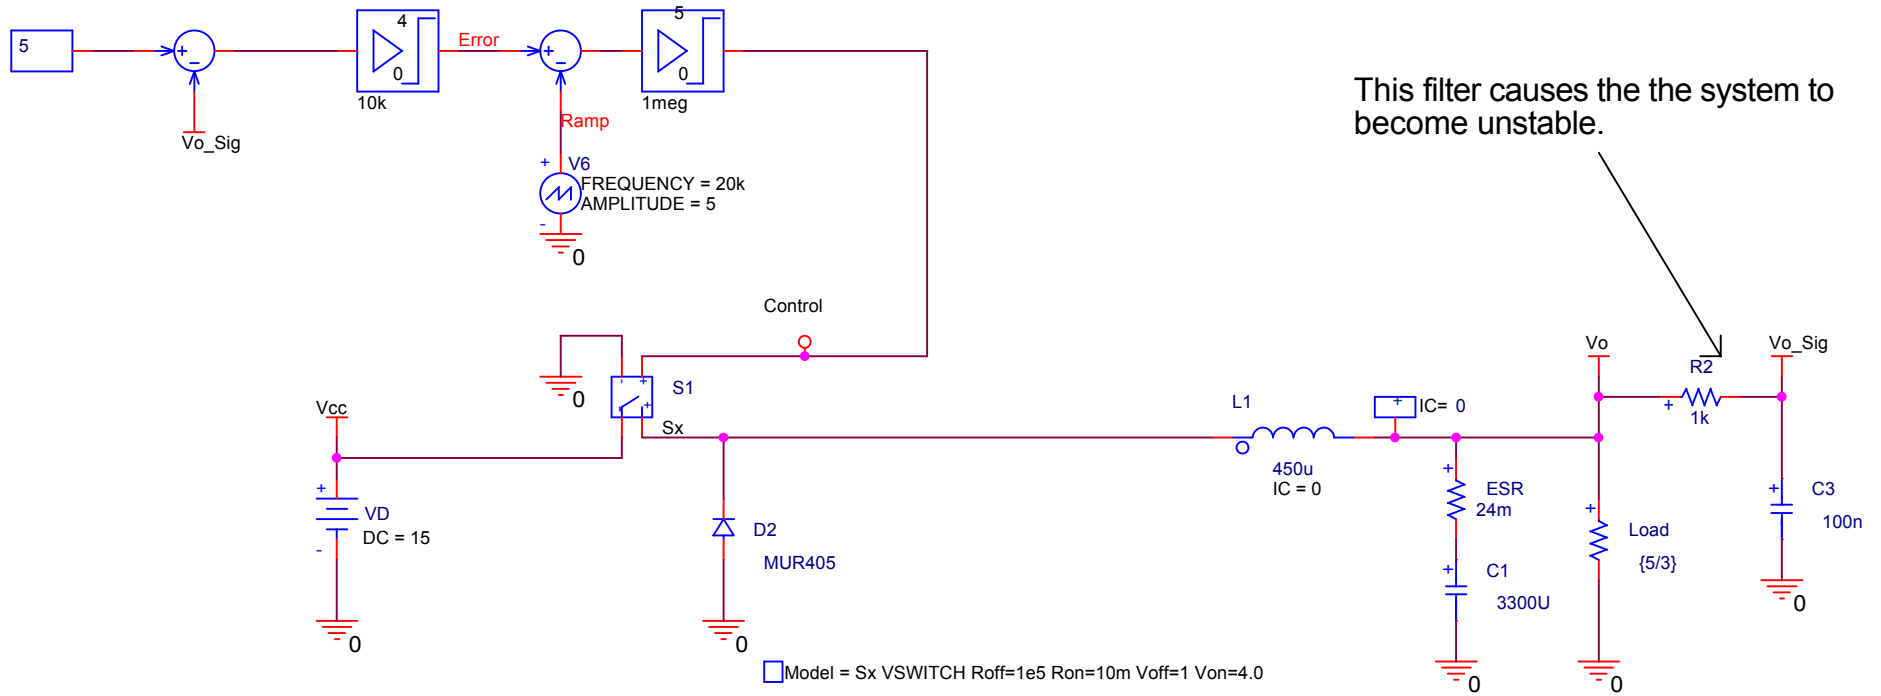 5
+
-
Vo_Sig
4
0
10k
Error
+
-
Ramp
5
0
1meg
+
V6
FREQUENCY = 20k
AMPLITUDE = 5
-
0
This filter causes the the system to
become unstable.
Control
0
-
+
+
S1
Sx
Vcc
+
VD
DC = 15
-
0
D2
MUR405
0
L1
450u
IC = 0
+
IC= 0
+
ESR
24m
+
C1
3300U
0
Vo
+
Load
{5/3}
0
R2
+
1k
Vo_Sig
+
C3
100n
0
Model = Sx VSWITCH Roff=1e5 Ron=10m Voff=1 Von=4.0